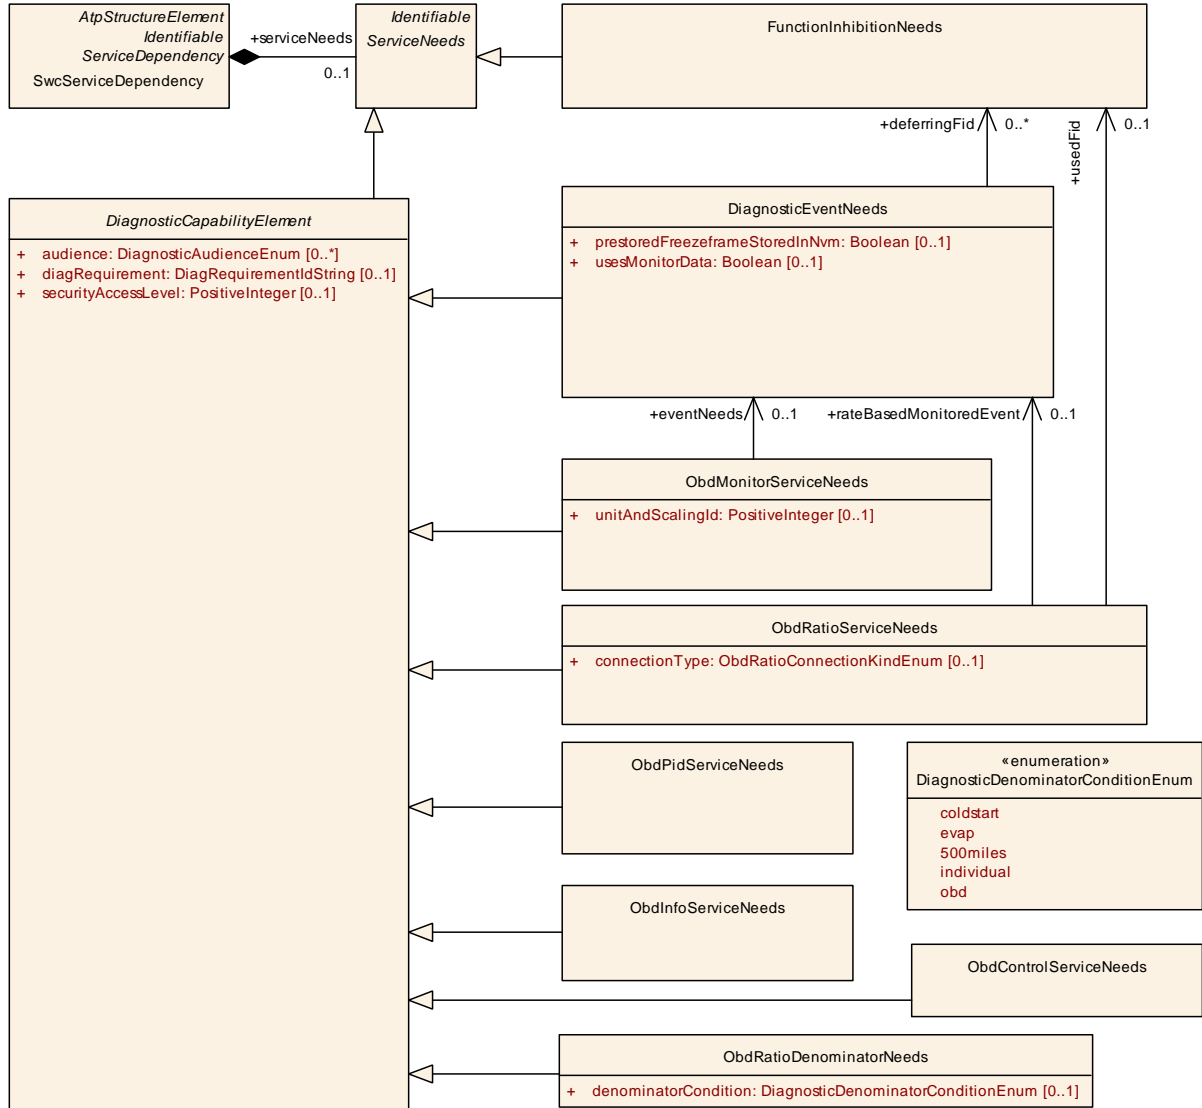 AtpStructureElement
Identifiable
ServiceDependency
SwcServiceDependency
+serviceNeeds
0..1
Identifiable
ServiceNeeds
FunctionInhibitionNeeds
+deferringFid
0..*
+usedFid
0..1
DiagnosticCapabilityElement
+ audience: DiagnosticAudienceEnum [0..*]
+ diagRequirement: DiagRequirementIdString [0..1]
+ securityAccessLevel: PositiveInteger [0..1]
DiagnosticEventNeeds
+ prestoredFreezeframeStoredInNvm: Boolean [0..1]
+ usesMonitorData: Boolean [0..1]
+eventNeeds
0..1
+rateBasedMonitoredEvent
0..1
ObdMonitorServiceNeeds
+ unitAndScalingId: PositiveInteger [0..1]
ObdRatioServiceNeeds
+ connectionType: ObdRatioConnectionKindEnum [0..1]
ObdPidServiceNeeds
«enumeration»
DiagnosticDenominatorConditionEnum
coldstart
evap
500miles
individual
obd
ObdInfoServiceNeeds
ObdControlServiceNeeds
ObdRatioDenominatorNeeds
+ denominatorCondition: DiagnosticDenominatorConditionEnum [0..1]